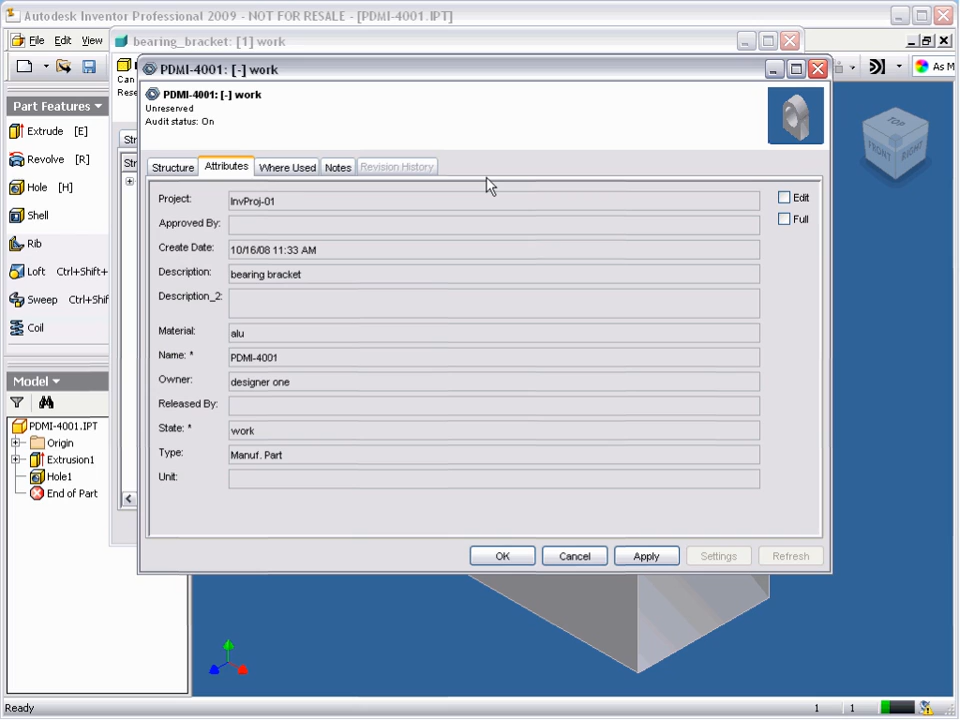 Autodesk Inventor Professional 2009 - NOT FOR RESALE - [PDMI-4001.IPT]
File Edit View
bearing_bracket: [1] work
As M
Can
Rese
PDMI-4001: [-] work
PDMI-4001: [-] work
Unreserved
Audit status: On
Part Features
Extrude [E]
Revolve [R]
Hole [H]
Shell
Rib
Loft Ctrl+Shift+
Sweep Ctrl+Shif
Coil
Str
Str
Structure Attributes Where Used Notes Revision History
Project: InvProj-01
Edit
Approved By:
Full
Create Date: 10/16/08 11:33 AM
Description: bearing bracket
Description_2:
Material: alu
Name: * PDMI-4001
Owner: designer one
Released By:
State: * work
Type: Manuf. Part
Unit:
OK Cancel Apply Settings Refresh
TOP
FRONT
RIGHT
Model
PDMI-4001.IPT
Origin
Extrusion1
Hole1
End of Part
Ready
1 1